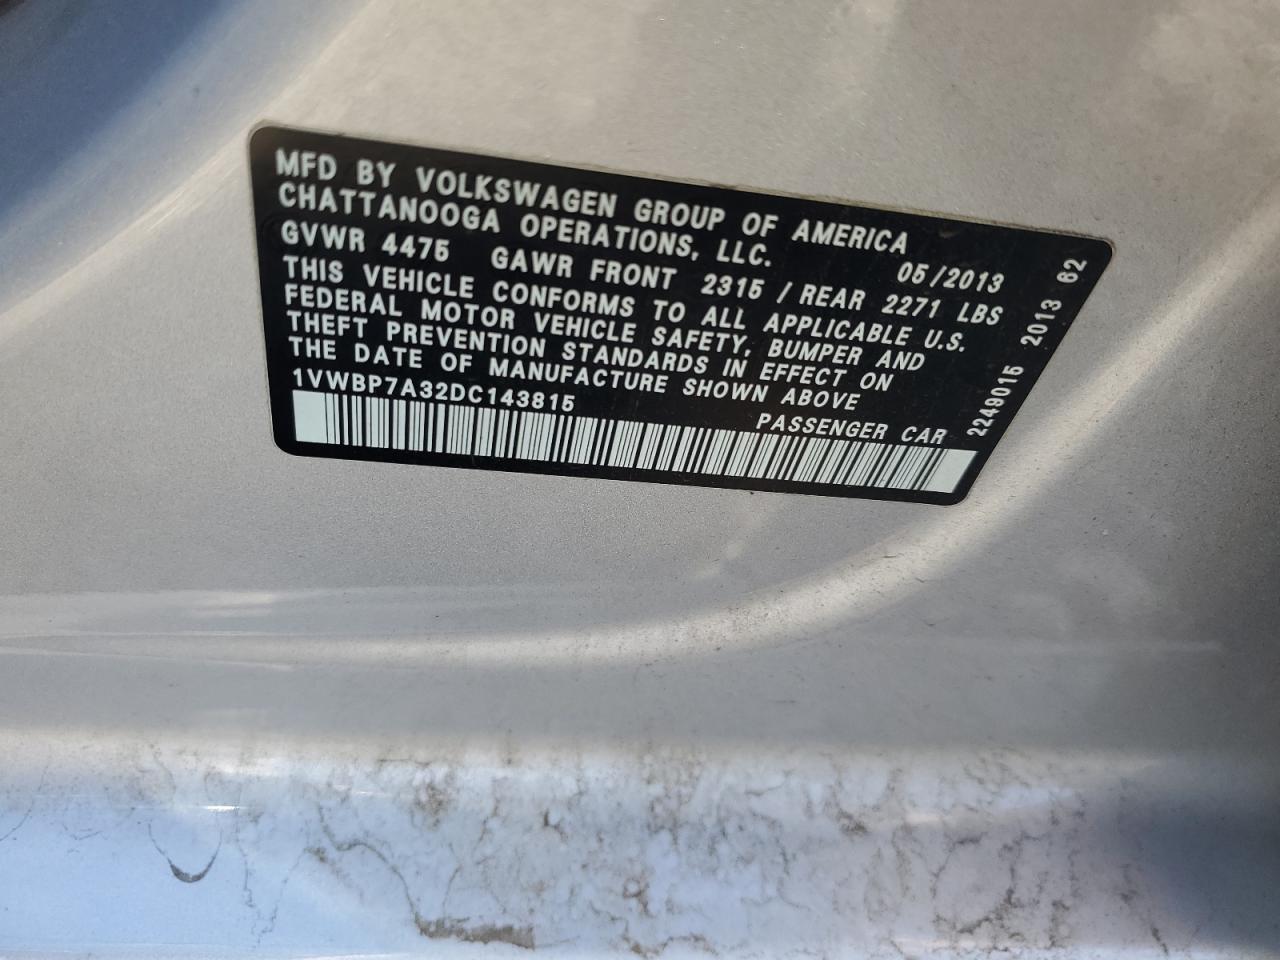 MFD BY VOLKSWAGEN GROUP OF AMERICA
CHATTANOOGA OPERATIONS, LLC. 05/2013
GVWR 4475 GAWR FRONT 2315 / REAR 2271 LBS
THIS VEHICLE CONFORMS TO ALL APPLICABLE U.S.
FEDERAL MOTOR VEHICLE SAFETY, BUMPER AND
THEFT PREVENTION STANDARDS IN EFFECT ON
THE DATE OF MANUFACTURE SHOWN ABOVE
1VWBP7A32DC143815
PASSENGER CAR
2249015 2013 62